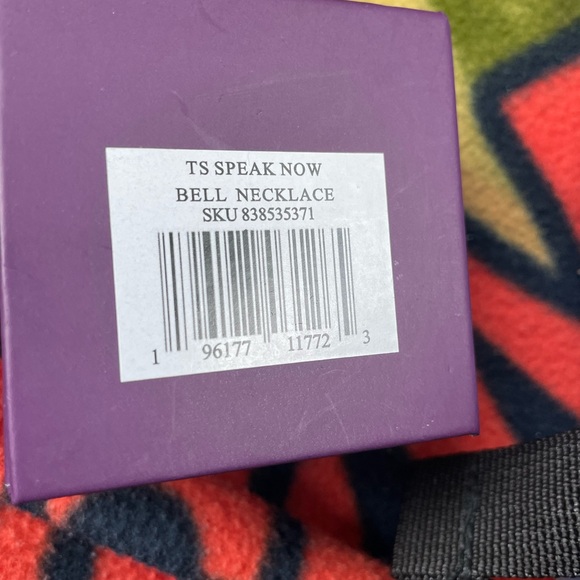 TS SPEAK NOW
BELL NECKLACE
SKU 838535371
1 96177 11772 3